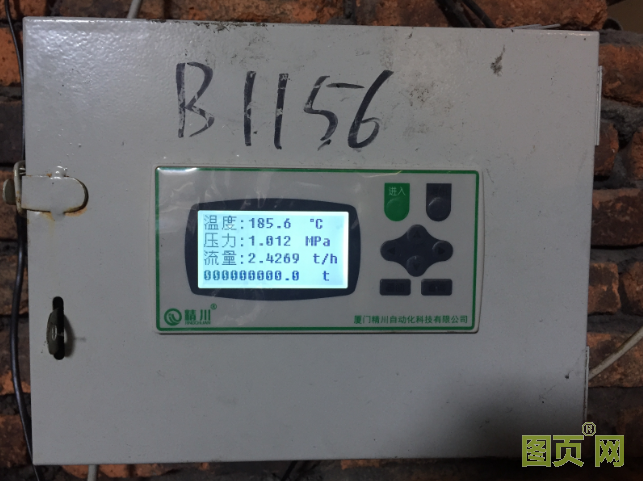 B1156
进入
温度:185.6 °C
压力:1.012 MPa
流量:2.4269 t/h
000000000.0 t
精川®
厦门精川自动化科技有限公司
图页网®